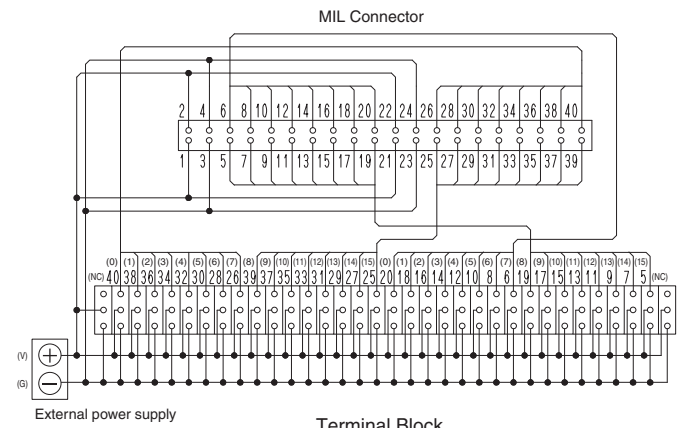 MIL Connector
2 4 6 8 10 12 14 16 18 20 22 24 26 28 30 32 34 36 38 40
1 3 5 7 9 11 13 15 17 19 21 23 25 27 29 31 33 35 37 39
(0) (1) (2) (3) (4) (5) (6) (7) (8) (9) (10) (11) (12) (13) (14) (15) (0) (1) (2) (3) (4) (5) (6) (7) (8) (9) (10) (11) (12) (13) (14) (15)
(NC) 40 38 36 34 32 30 28 26 39 37 35 33 31 29 27 25 20 18 16 14 12 10 8 6 19 17 15 13 11 9 7 5 (NC)
(V)
(G)
External power supply
Terminal Block